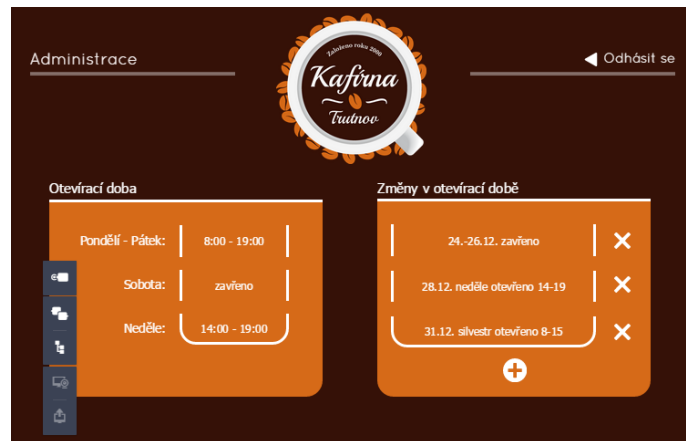 Administrace
Založeno roku 2000
Kafírna
Trutnov
Odhásit se
Otevírací doba
Pondělí - Pátek: 8:00 - 19:00
Sobota: zavřeno
Neděle: 14:00 - 19:00
Změny v otevírací době
24.-26.12. zavřeno
28.12. neděle otevřeno 14-19
31.12. silvestr otevřeno 8-15